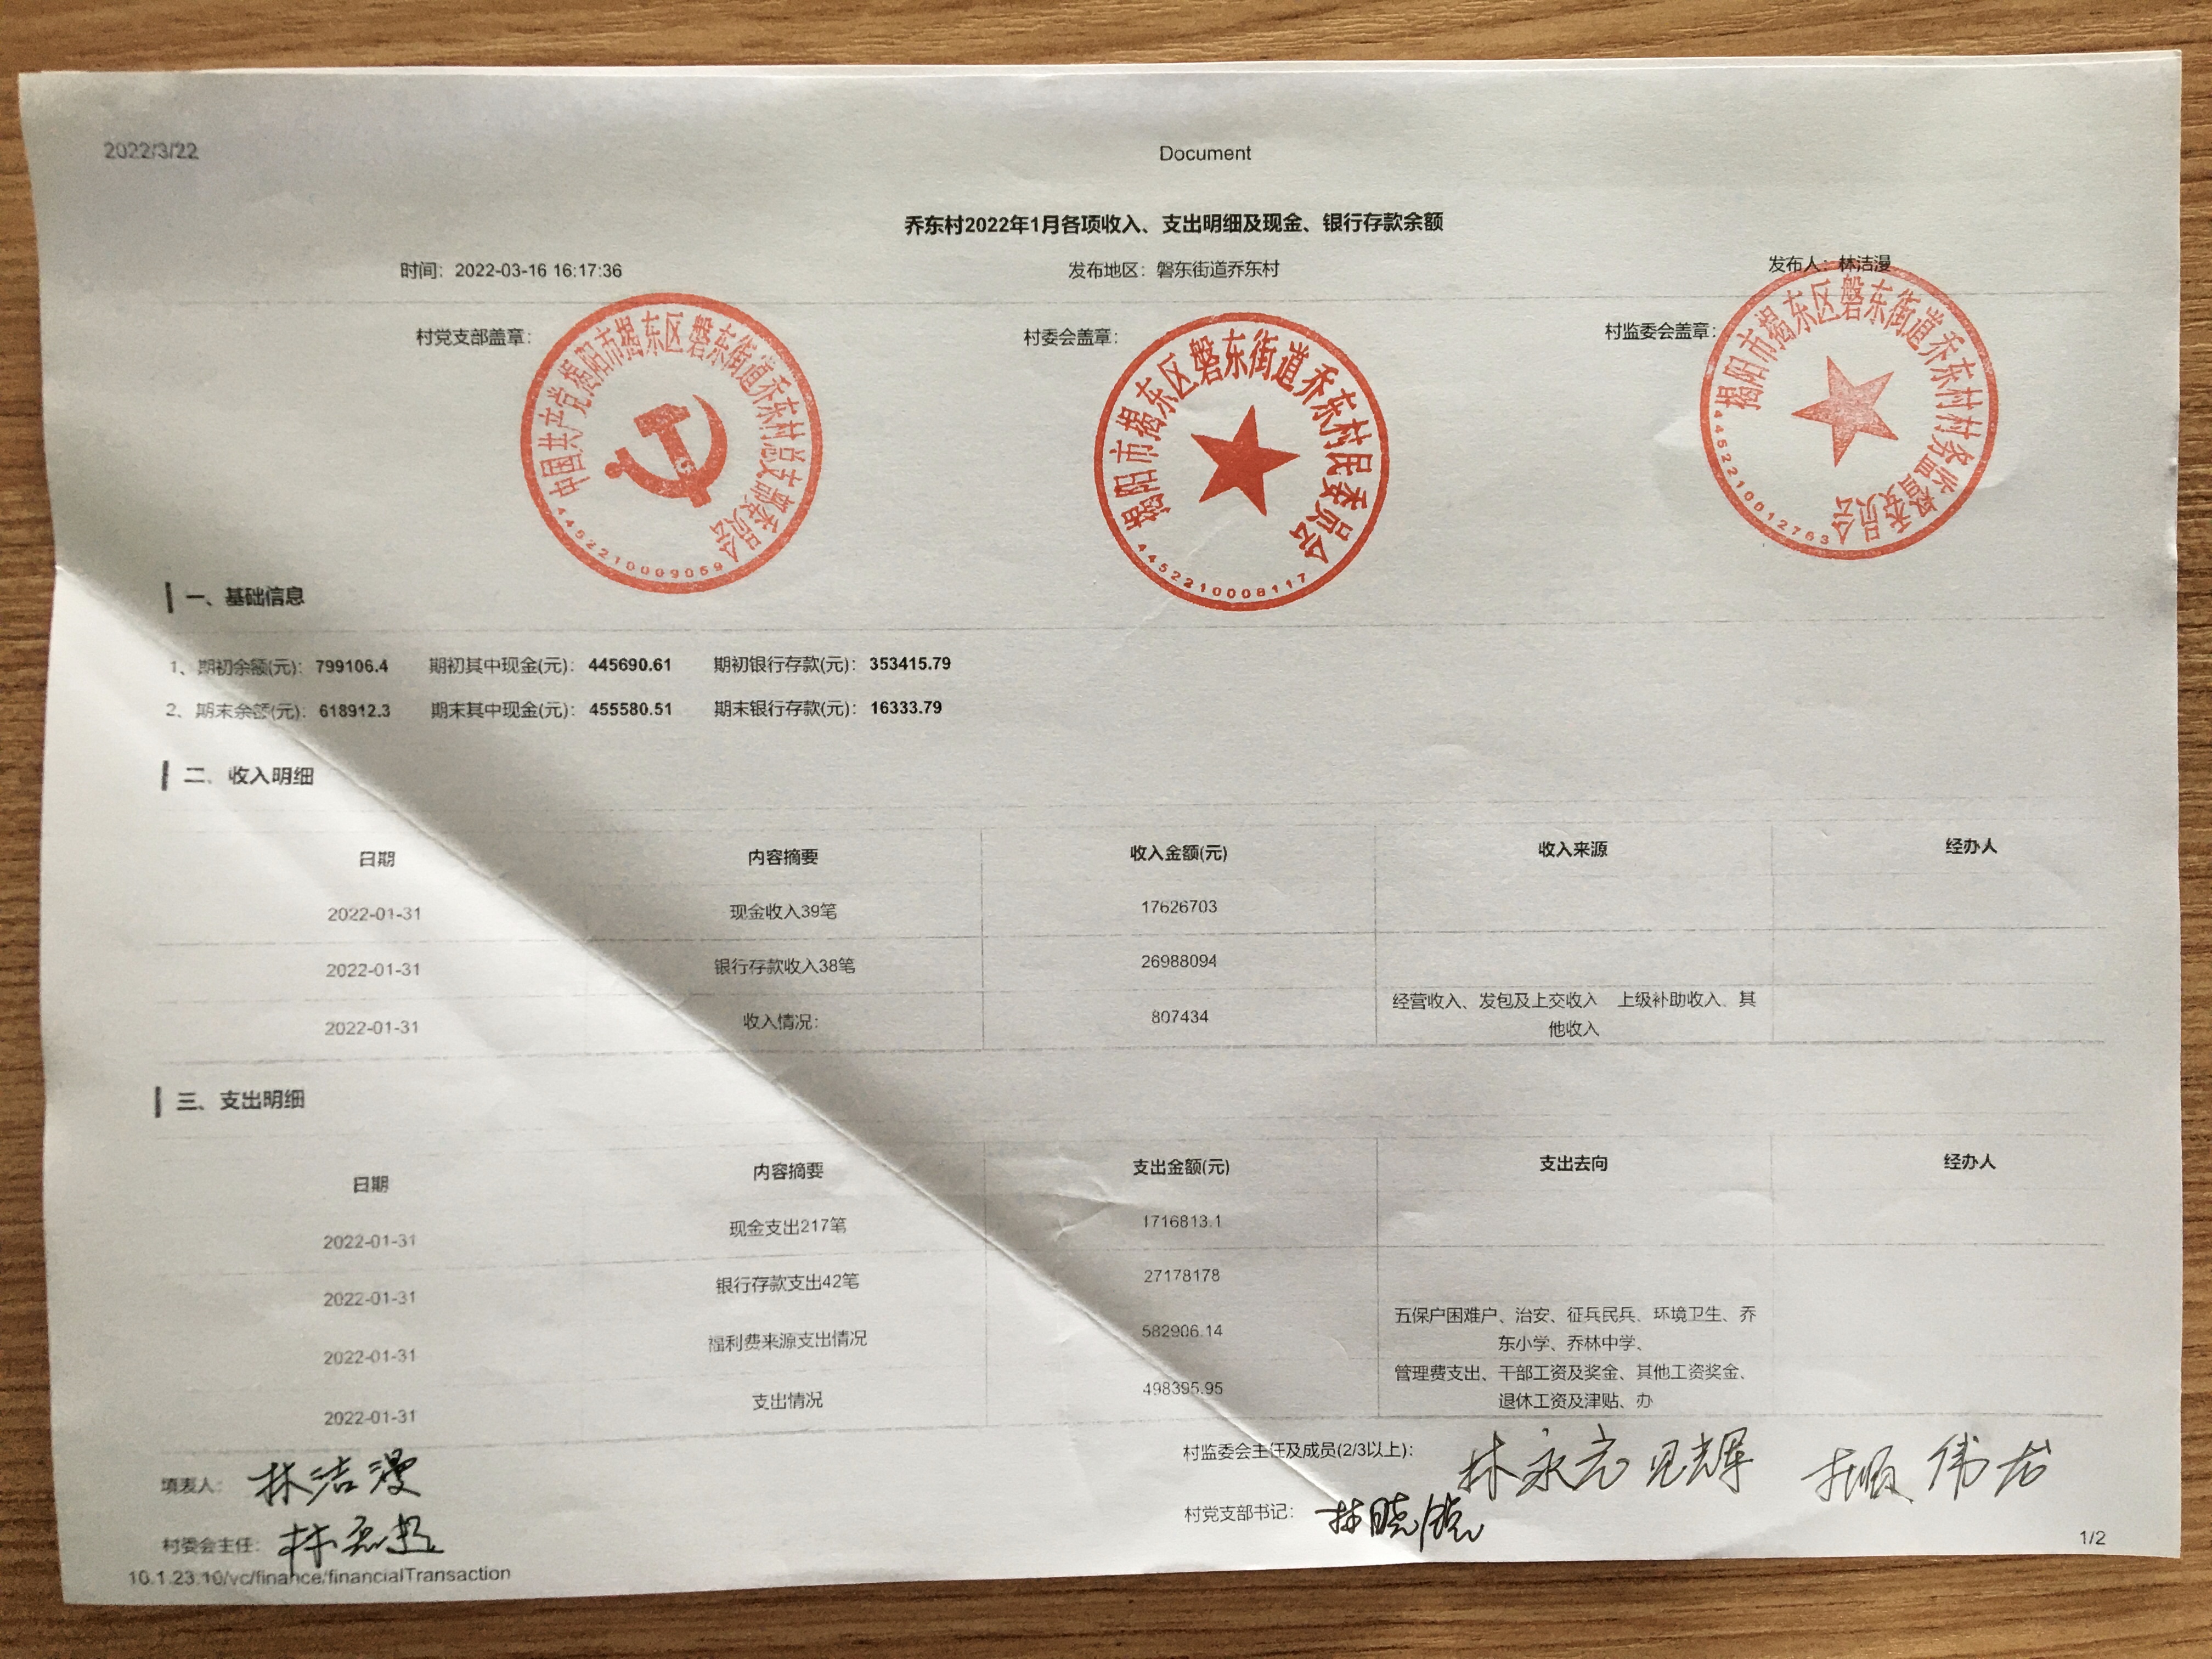 2022/3/22 Document
乔东村2022年1月各项收入、支出明细及现金、银行存款余额
时间：2022-03-16 16:17:36 发布地区：磐东街道乔东村 发布人：林洁漫
村党支部盖章： 村委会盖章： 村监委会盖章：
中国共产党揭阳市揭东区磐东街道乔东村总支部委员会
4452210009059
揭阳市揭东区磐东街道乔东村民委员会
4452210008117
揭阳市揭东区磐东街道乔东村村务监督委员会
4452210012763
一、基础信息
1、期初余额(元)：799106.4 期初其中现金(元)：445690.61 期初银行存款(元)：353415.79
2、期末余额(元)：618912.3 期末其中现金(元)：455580.51 期末银行存款(元)：16333.79
二、收入明细
日期 内容摘要 收入金额(元) 收入来源 经办人
2022-01-31 现金收入39笔 17626703
2022-01-31 银行存款收入38笔 26988094
2022-01-31 收入情况： 807434 经营收入、发包及上交收入 上级补助收入、其
他收入
三、支出明细
日期 内容摘要 支出金额(元) 支出去向 经办人
2022-01-31 现金支出217笔 1716813.1
2022-01-31 银行存款支出42笔 27178178
2022-01-31 福利费来源支出情况 582906.14 五保户困难户、治安、征兵民兵、环境卫生、乔
东小学、乔林中学、
2022-01-31 支出情况 498395.95 管理费支出、干部工资及奖金、其他工资奖金、
退休工资及津贴、办
填表人：林洁漫 村监委会主任及成员(2/3以上)：
村委会主任： 村党支部书记：
10.1.23.10/vc/finance/financialTransaction 1/2